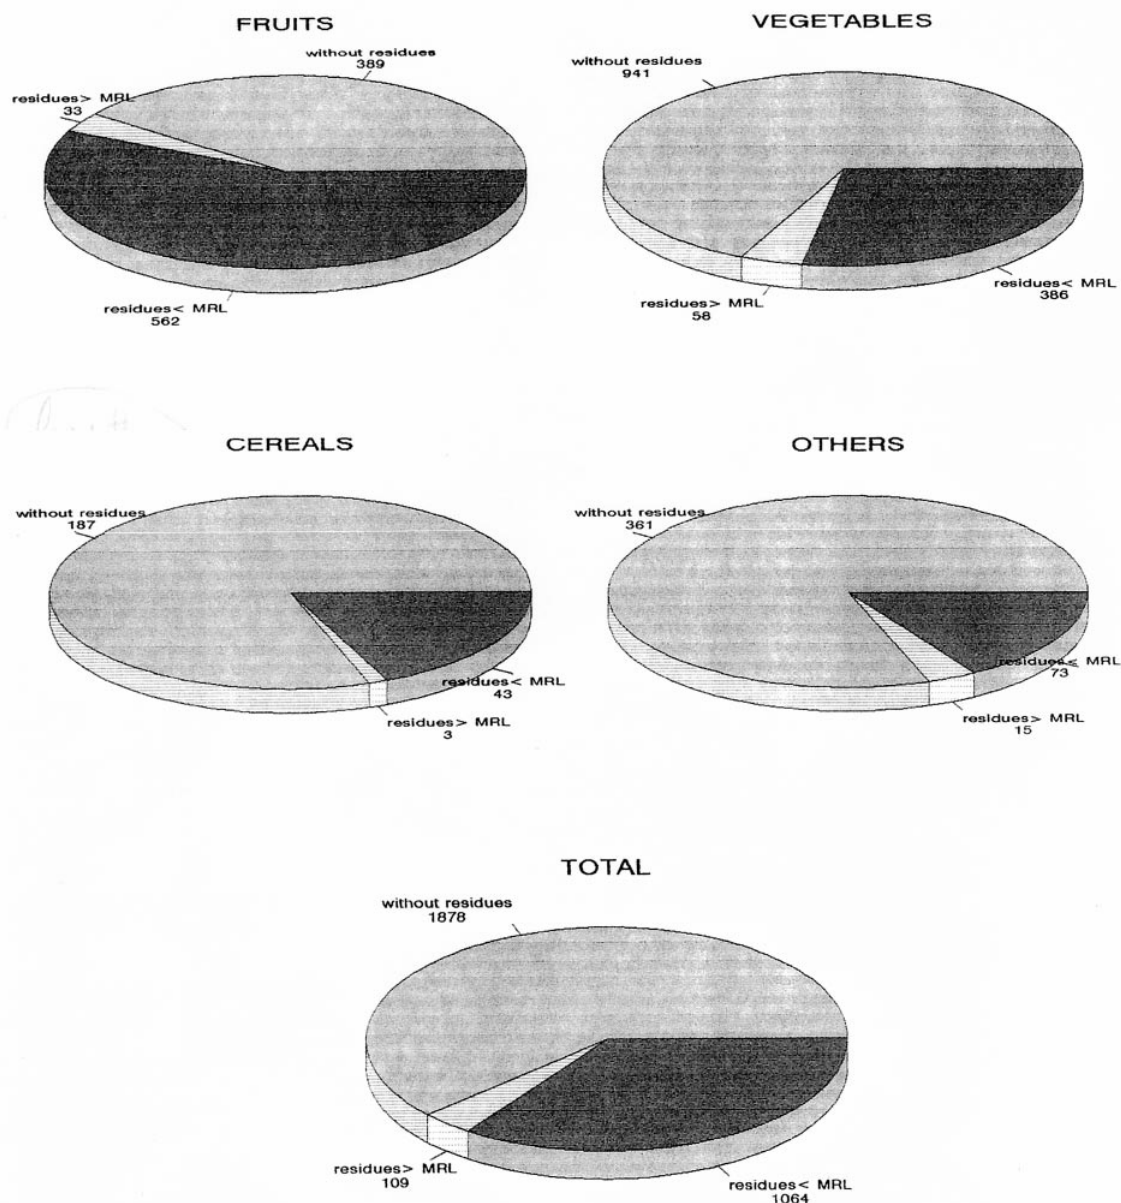 FRUITS
without residues
389
residues> MRL
33
residues< MRL
562
VEGETABLES
without residues
941
residues> MRL
58
residues< MRL
386
CEREALS
without residues
187
residues< MRL
43
residues> MRL
3
OTHERS
without residues
361
residues< MRL
73
residues> MRL
15
TOTAL
without residues
1878
residues> MRL
109
residues< MRL
1064